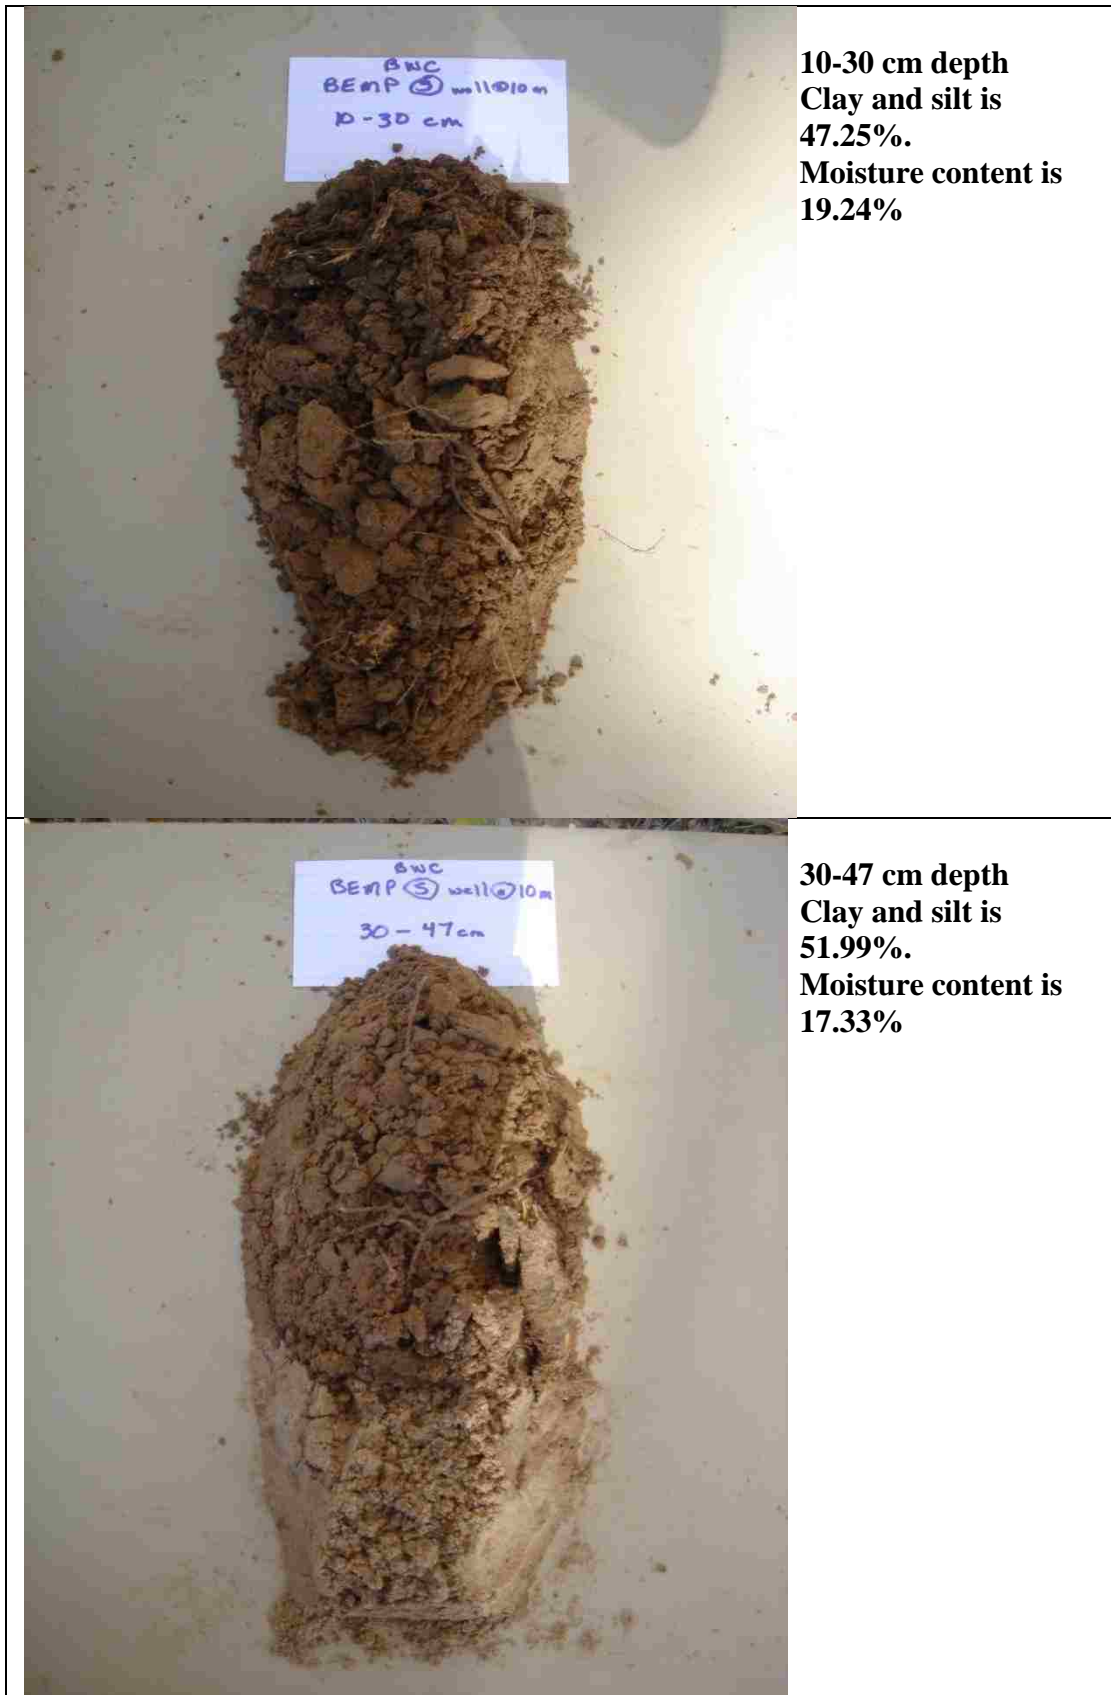 BWC
BEMP Ⓢ well@10m
10-30 cm
10-30 cm depth
Clay and silt is
47.25%.
Moisture content is
19.24%
BWC
BEMP Ⓢ well@10m
30-47cm
30-47 cm depth
Clay and silt is
51.99%.
Moisture content is
17.33%